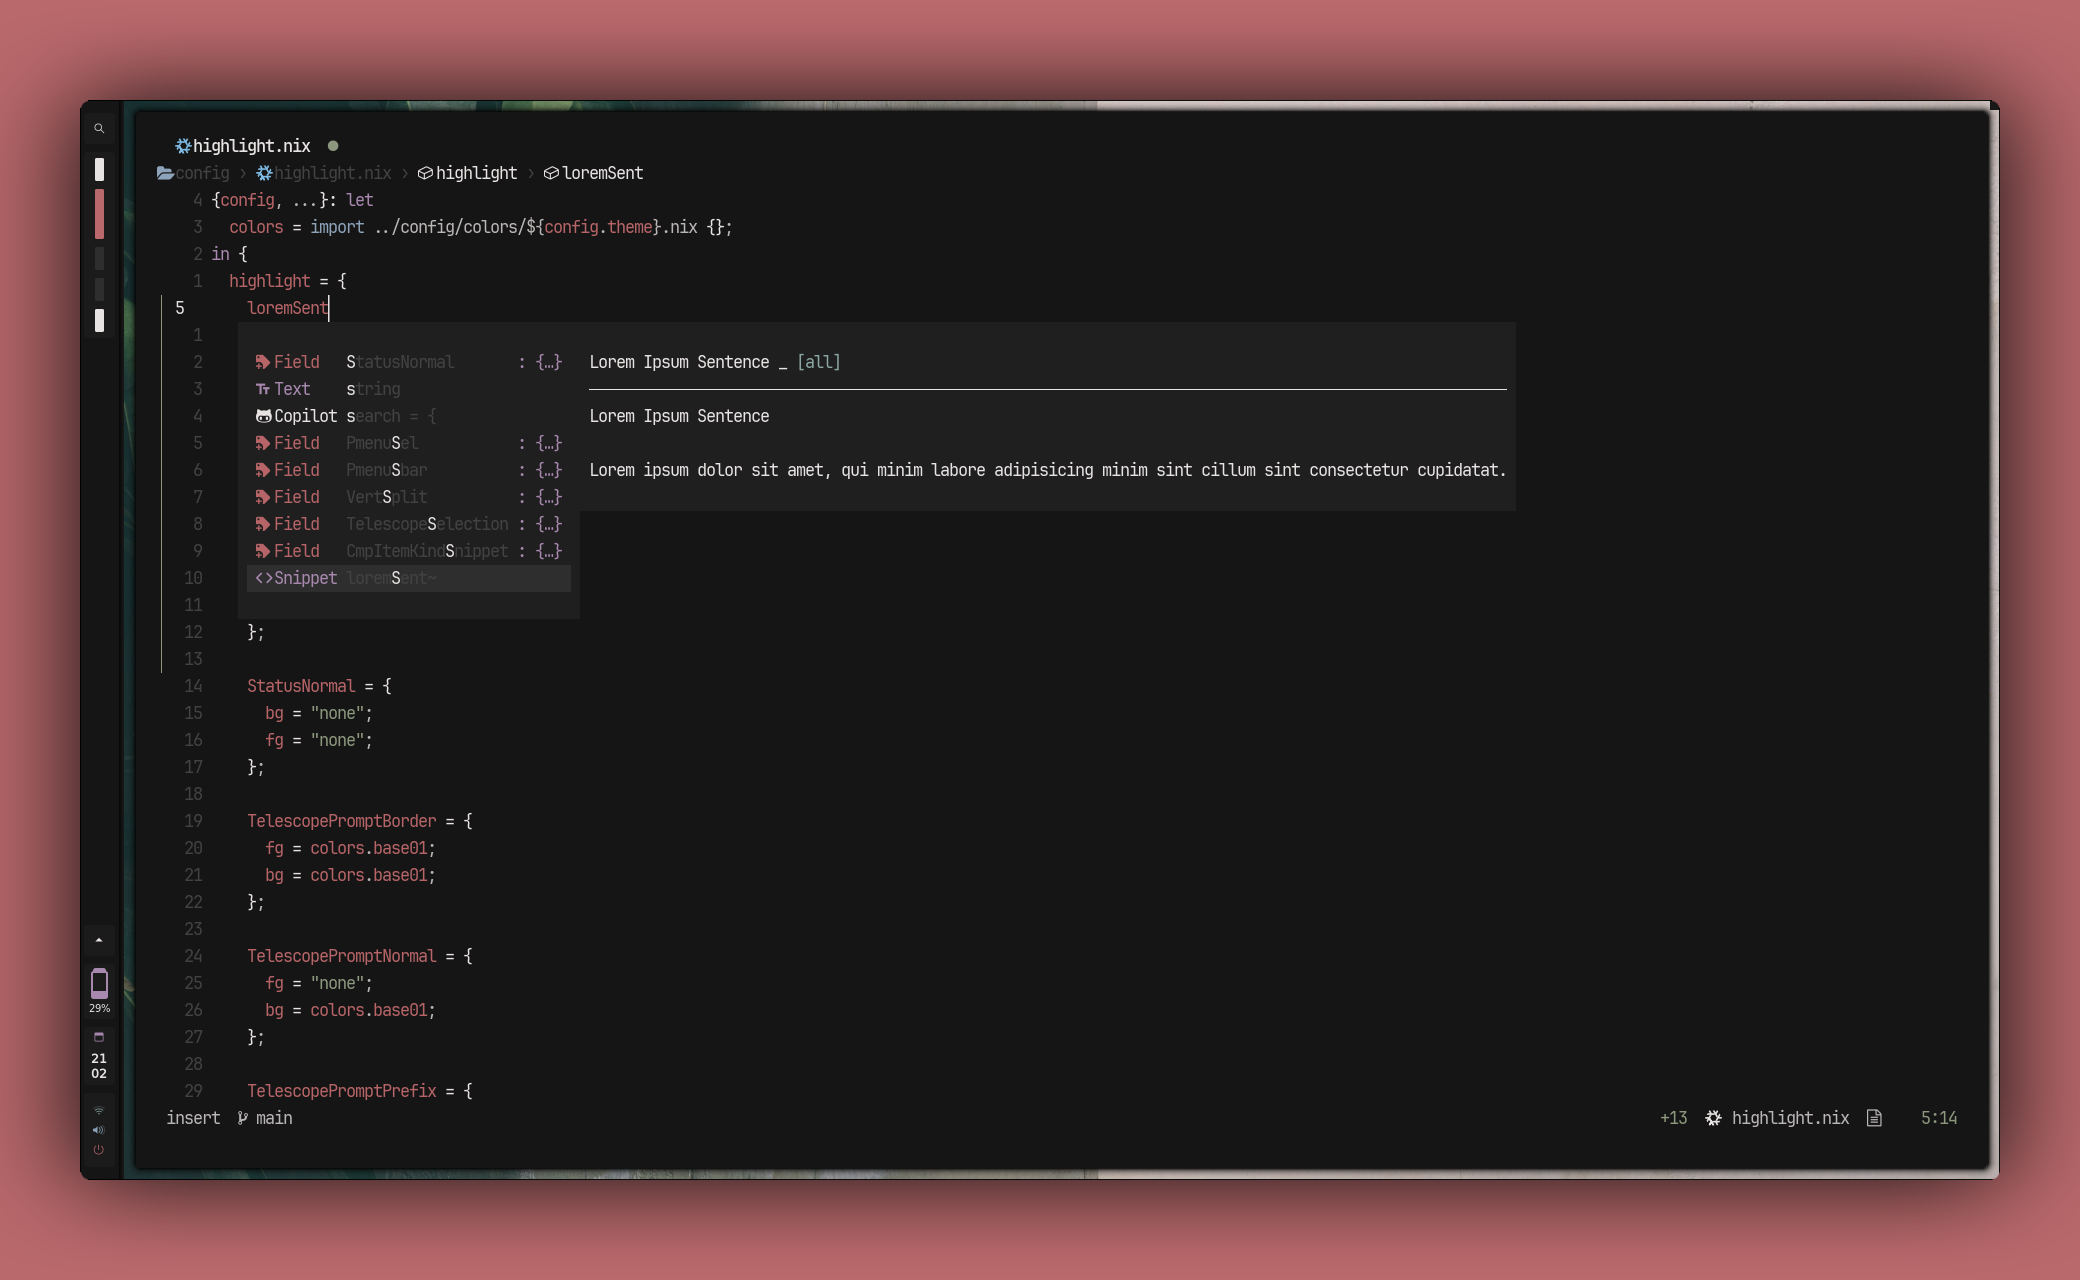 highlight.nix
config › highlight.nix › highlight › loremSent
4 {config, ...}: let
3 colors = import ../config/colors/${config.theme}.nix {};
2 in {
1 highlight = {
5 loremSent
1
2 Field StatusNormal : {…} Lorem Ipsum Sentence _ [all]
3 Text string
4 Copilot search = { Lorem Ipsum Sentence
5 Field PmenuSel : {…}
6 Field PmenuSbar : {…} Lorem ipsum dolor sit amet, qui minim labore adipisicing minim sint cillum sint consectetur cupidatat.
7 Field VertSplit : {…}
8 Field TelescopeSelection : {…}
9 Field CmpItemKindSnippet : {…}
10 Snippet loremSent~
11
12 };
13
14 StatusNormal = {
15 bg = "none";
16 fg = "none";
17 };
18
19 TelescopePromptBorder = {
20 fg = colors.base01;
21 bg = colors.base01;
22 };
23
24 TelescopePromptNormal = {
25 fg = "none";
26 bg = colors.base01;
27 };
28
29 TelescopePromptPrefix = {
insert main +13 highlight.nix 5:14
29%
21
02